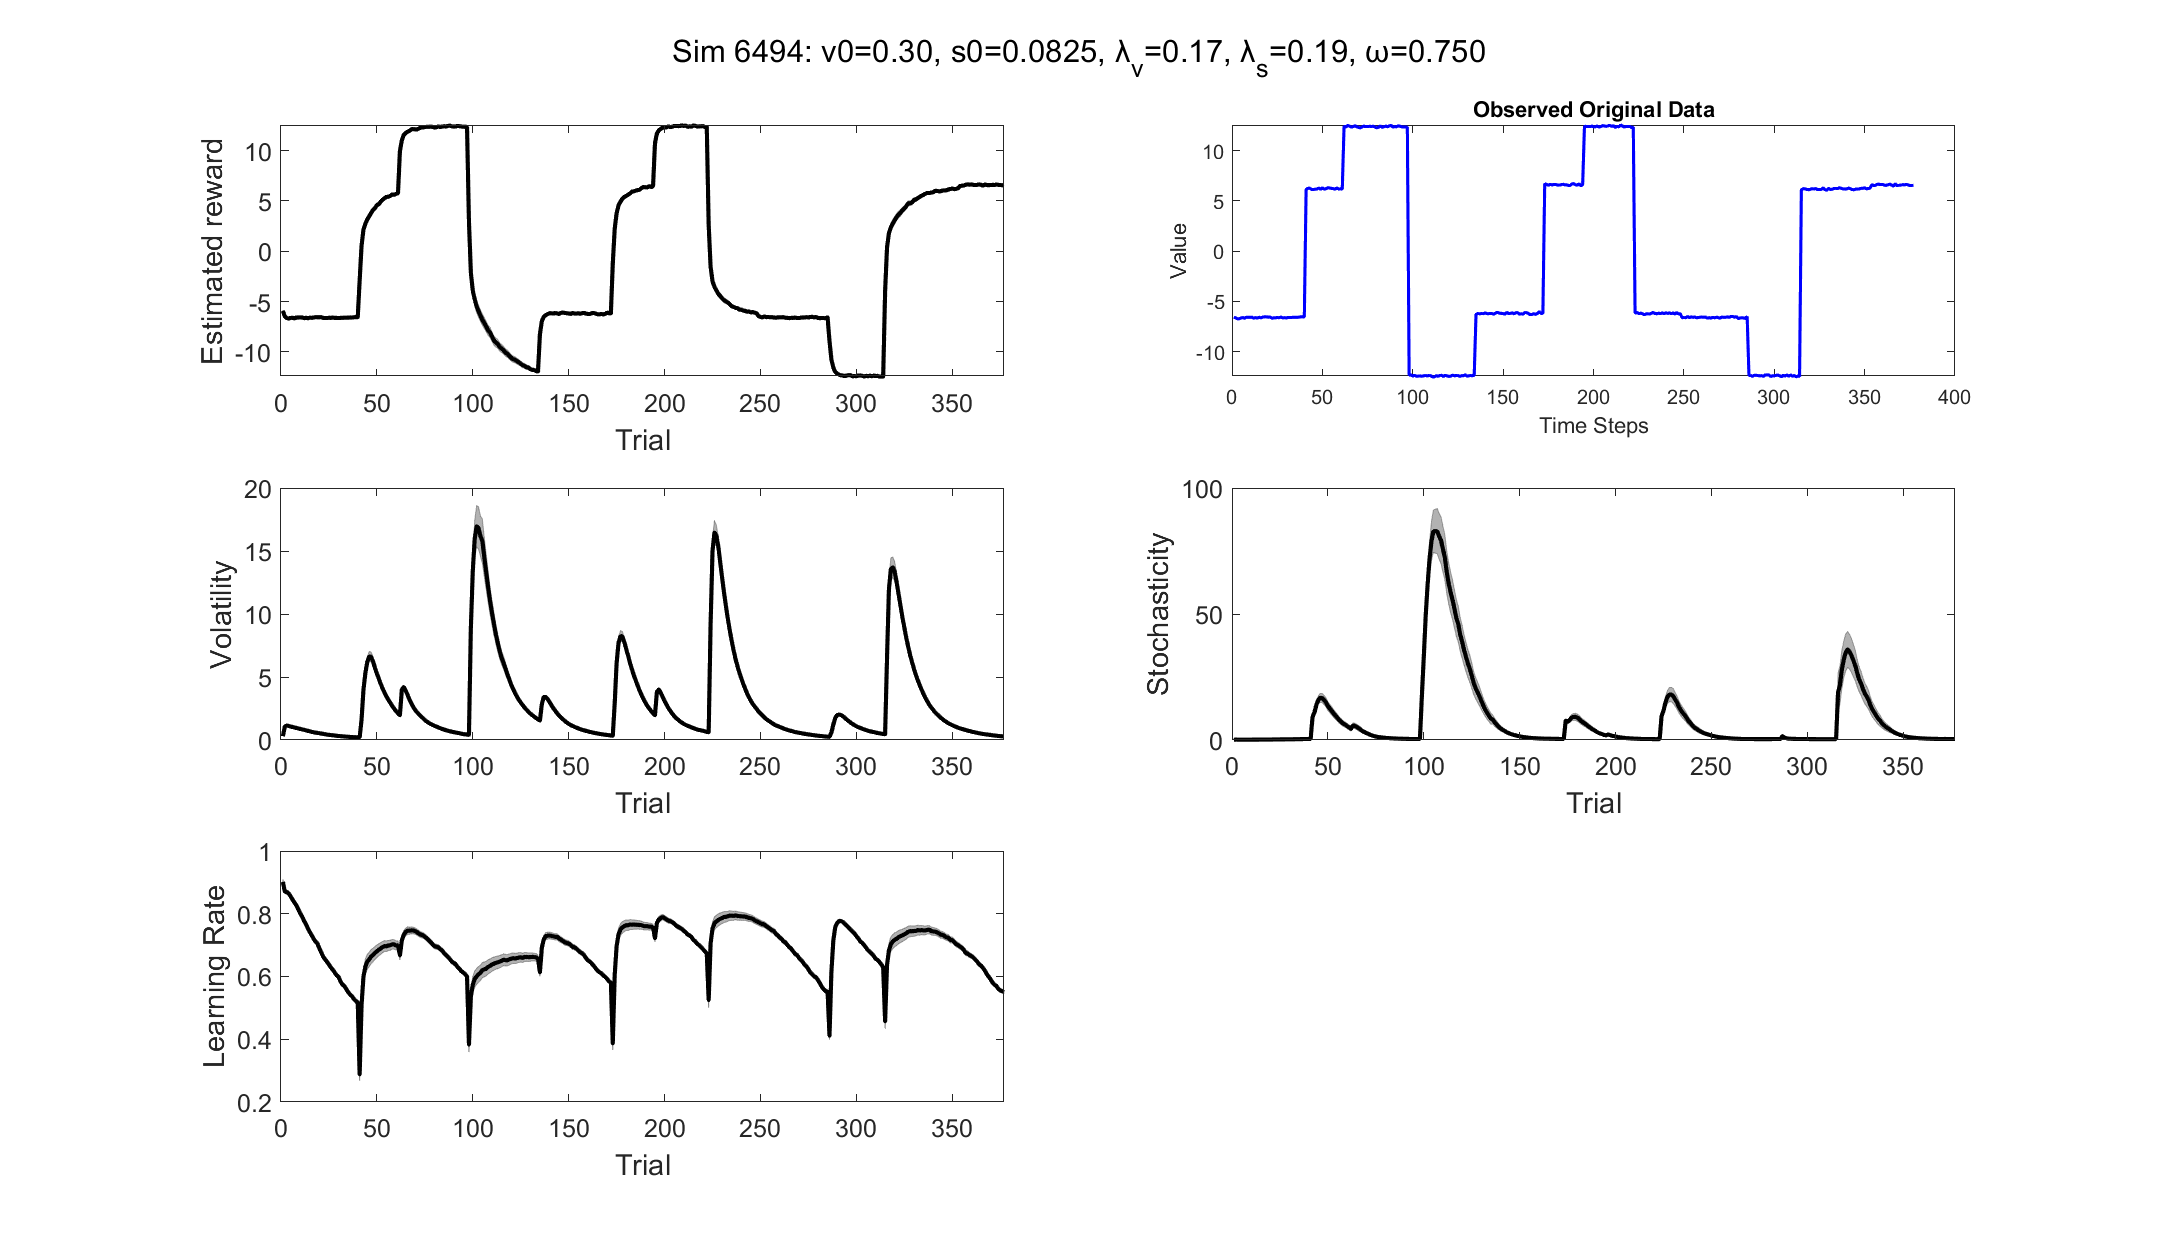 Sim 6494: v0=0.30, s0=0.0825, λv=0.17, λs=0.19, ω=0.750
Estimated reward
10
5
0
-5
-10
0 50 100 150 200 250 300 350
Trial
Observed Original Data
Value
10
5
0
-5
-10
0 50 100 150 200 250 300 350 400
Time Steps
Volatility
20
15
10
5
0
0 50 100 150 200 250 300 350
Trial
Stochasticity
100
50
0
0 50 100 150 200 250 300 350
Trial
Learning Rate
1
0.8
0.6
0.4
0.2
0 50 100 150 200 250 300 350
Trial